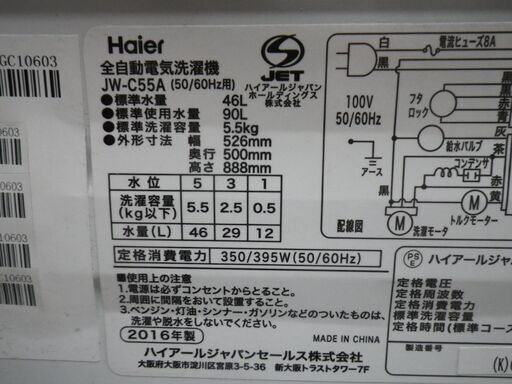 GC10603
10603
10603
C10603
C10603
Haier
全自動電気洗濯機
JW-C55A (50/60Hz用)
●標準水量 46L
●標準使用水量 90L
●標準洗濯容量 5.5kg
●外形寸法 幅 526mm
奥行 500mm
高さ 888mm
S
JET
ハイアールジャパン
ホールディングス
株式会社
水位 5 3 1
洗濯容量(kg以下) 5.5 2.5 0.5
水量(L) 46 29 12
定格消費電力 350/395W(50/60Hz)
■使用上の注意
1.電源は必ずコンセントからとること。
2.周囲に間隔をおいて設置すること。
3.ベンジン・灯油・シンナー・ガソリンなどのついたものは、
洗濯や脱水をしないでください。
2016年製
MADE IN CHINA
ハイアールジャパンセールス株式会社
大阪府大阪市淀川区宮原3-5-36 新大阪トラストタワー7F
白
電流ヒューズ8A
黒
100V
50/60Hz
フタ
ロック
黒
赤
赤
青
給水バルブ
灰
茶
コンデンサ
アース
黒
赤
黄
M
M
トルクモーター
配線図
洗濯モータ
PS
E
ハイアールジャパ
定格電圧
定格周波数
定格消費電力
標準洗濯容量
定格時間(標準コース
製造番号
(K)